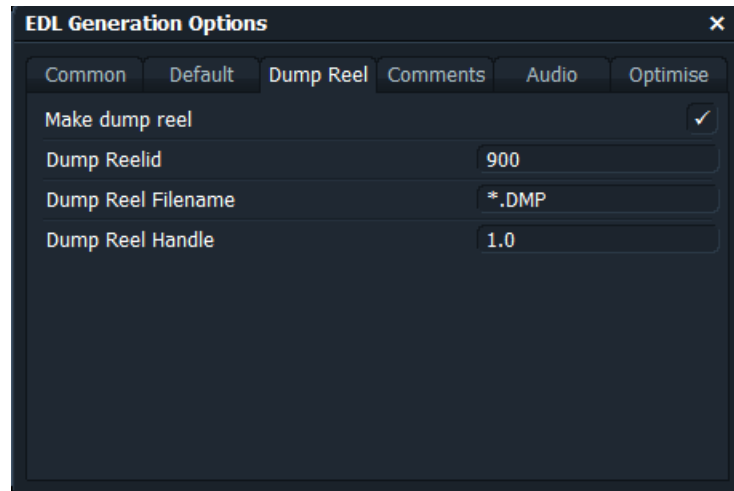 EDL Generation Options ×
Common Default Dump Reel Comments Audio Optimise
Make dump reel ✓
Dump Reelid 900
Dump Reel Filename *.DMP
Dump Reel Handle 1.0